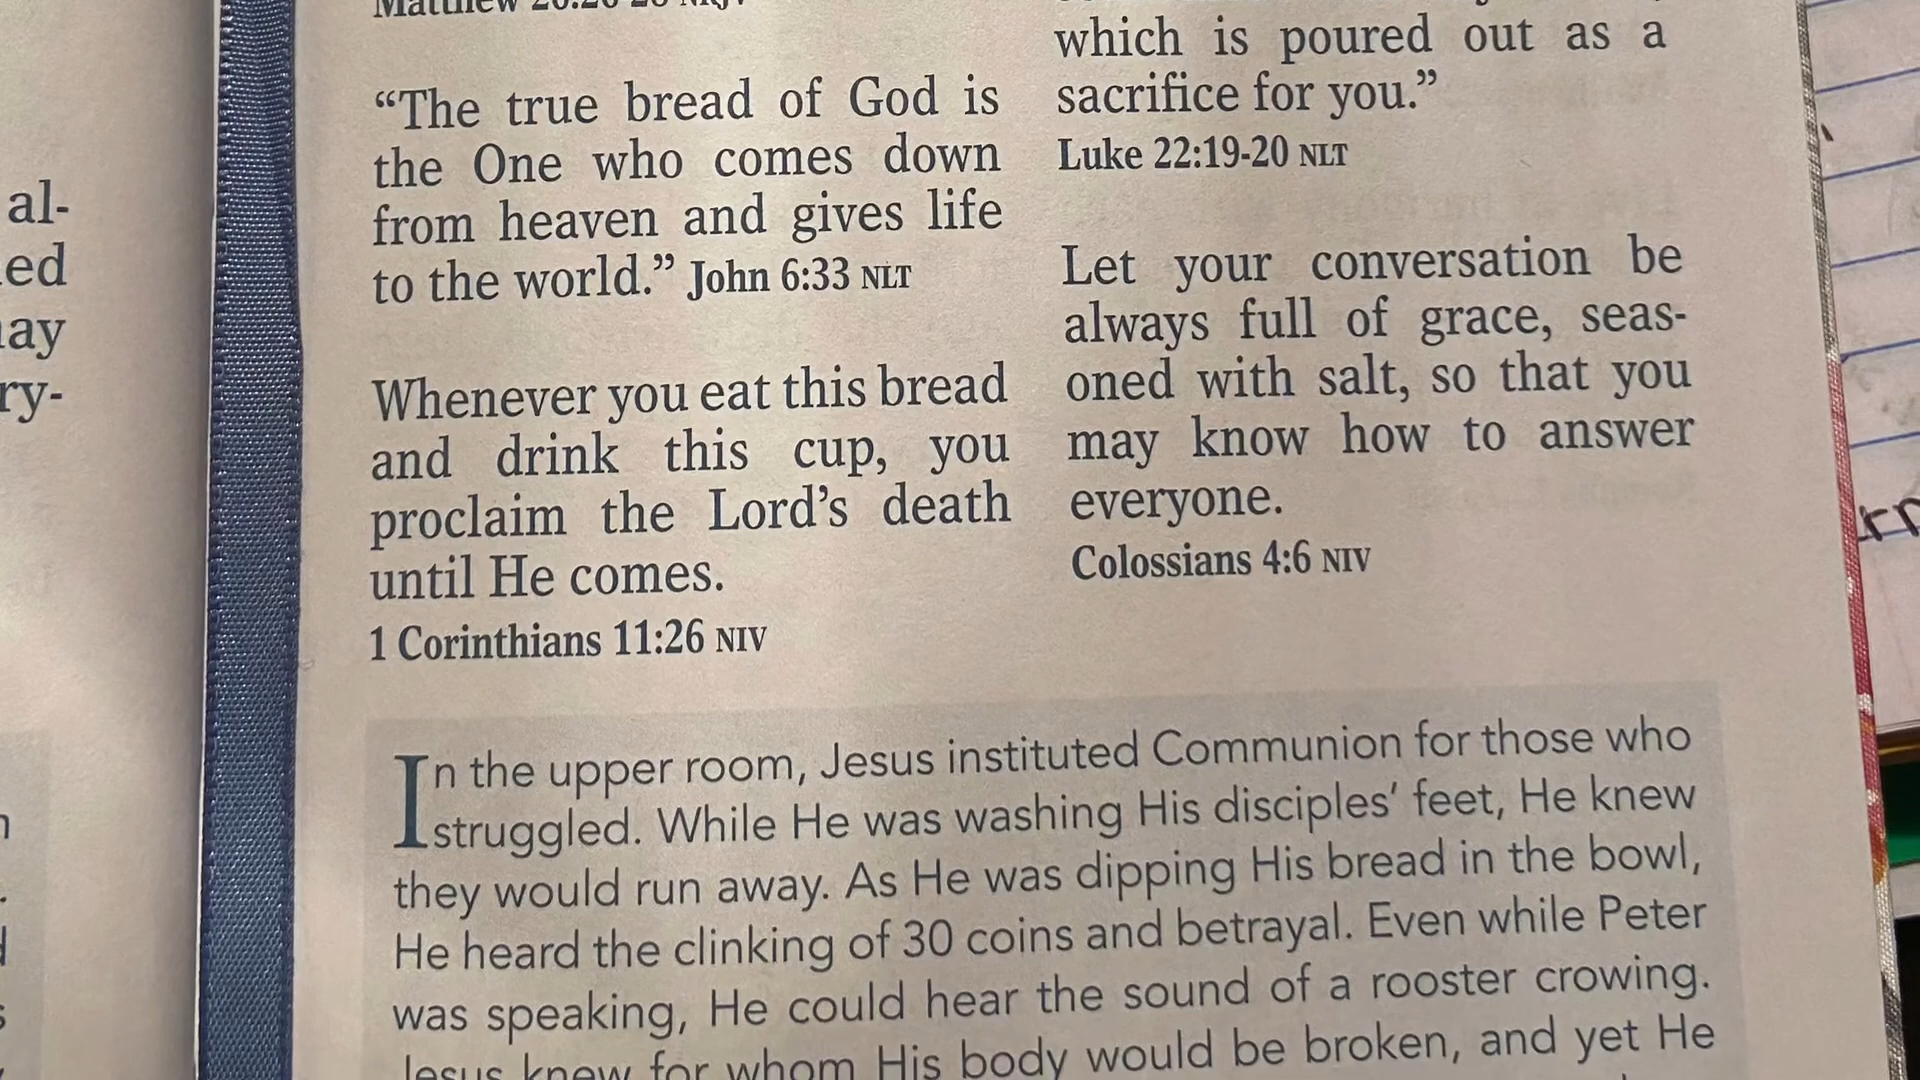 al-
ed
ay
ry-
Matthew 20:26-28 NKJV
"The true bread of God is
the One who comes down
from heaven and gives life
to the world." John 6:33 NLT
Whenever you eat this bread
and drink this cup, you
proclaim the Lord's death
until He comes.
1 Corinthians 11:26 NIV
which is poured out as a
sacrifice for you."
Luke 22:19-20 NLT
Let your conversation be
always full of grace, seas-
oned with salt, so that you
may know how to answer
everyone.
Colossians 4:6 NIV
In the upper room, Jesus instituted Communion for those who
struggled. While He was washing His disciples' feet, He knew
they would run away. As He was dipping His bread in the bowl,
He heard the clinking of 30 coins and betrayal. Even while Peter
was speaking, He could hear the sound of a rooster crowing.
Jesus knew for whom His body would be broken, and yet He